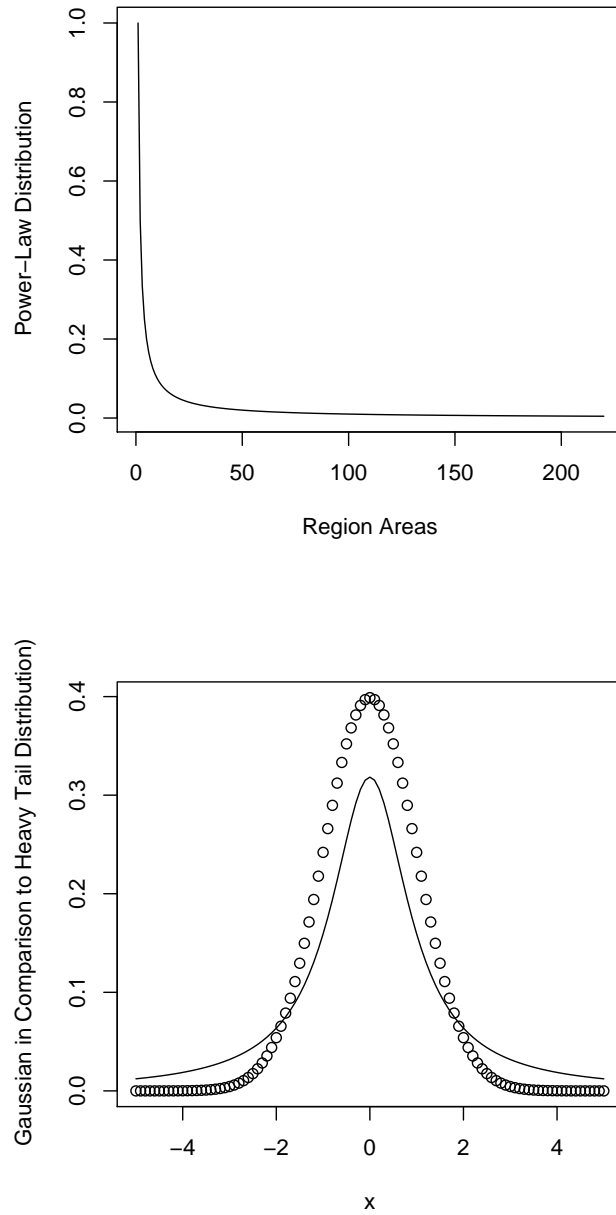 Power−Law Distribution
1.0
0.8
0.6
0.4
0.2
0.0
0 50 100 150 200
Region Areas
Gaussian in Comparison to Heavy Tail Distribution)
0.4
0.3
0.2
0.1
0.0
−4 −2 0 2 4
x